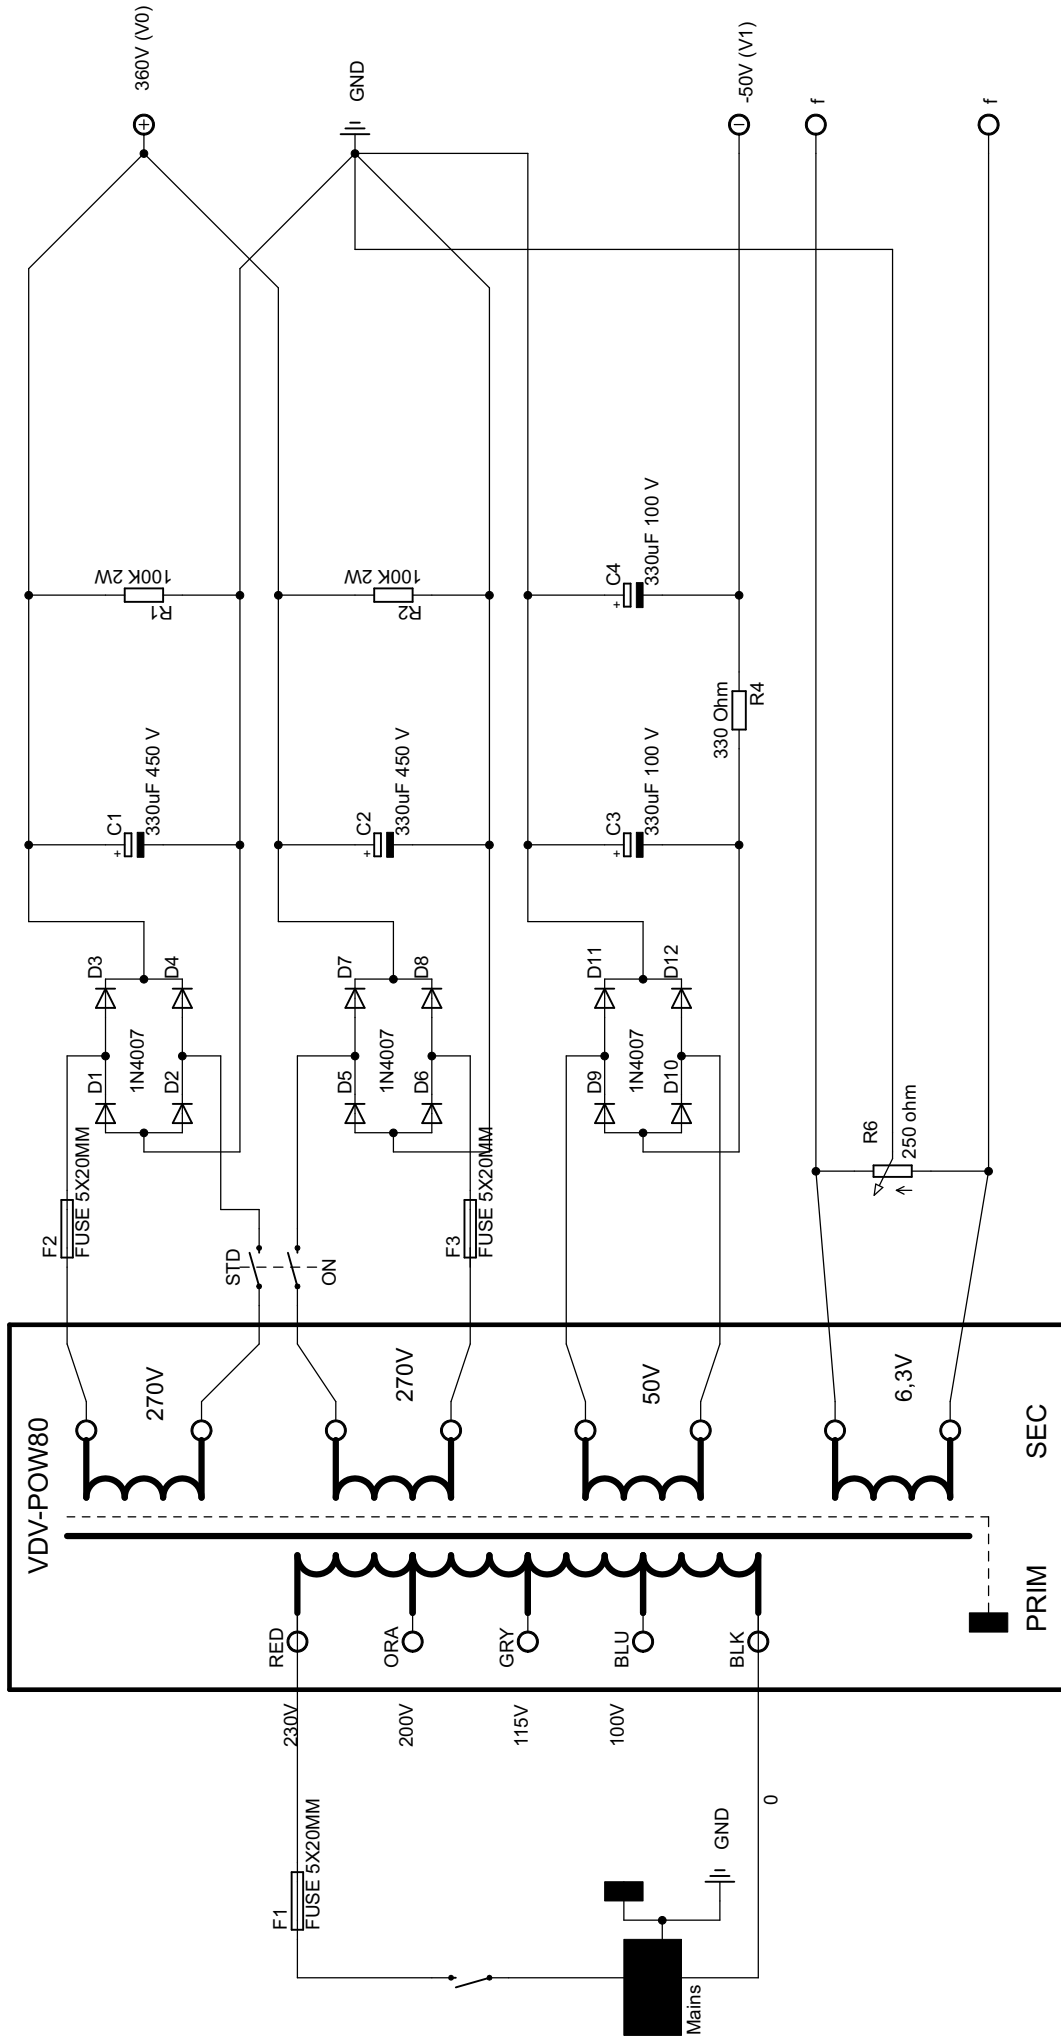 360V (V0)
GND
-50V (V1)
f
f
100K 2W
R1
100K 2W
R2
C4
+
330uF 100 V
330 Ohm
R4
C1
+
330uF 450 V
C2
+
330uF 450 V
C3
+
330uF 100 V
D3
D4
D1
D2
1N4007
D7
D8
D5
D6
1N4007
D11
D12
D9
D10
1N4007
R6
250 ohm
F2
FUSE 5X20MM
STD
ON
F3
FUSE 5X20MM
VDV-POW80
270V
270V
50V
6,3V
SEC
PRIM
RED
ORA
GRY
BLU
BLK
230V
200V
115V
100V
0
F1
FUSE 5X20MM
GND
Mains